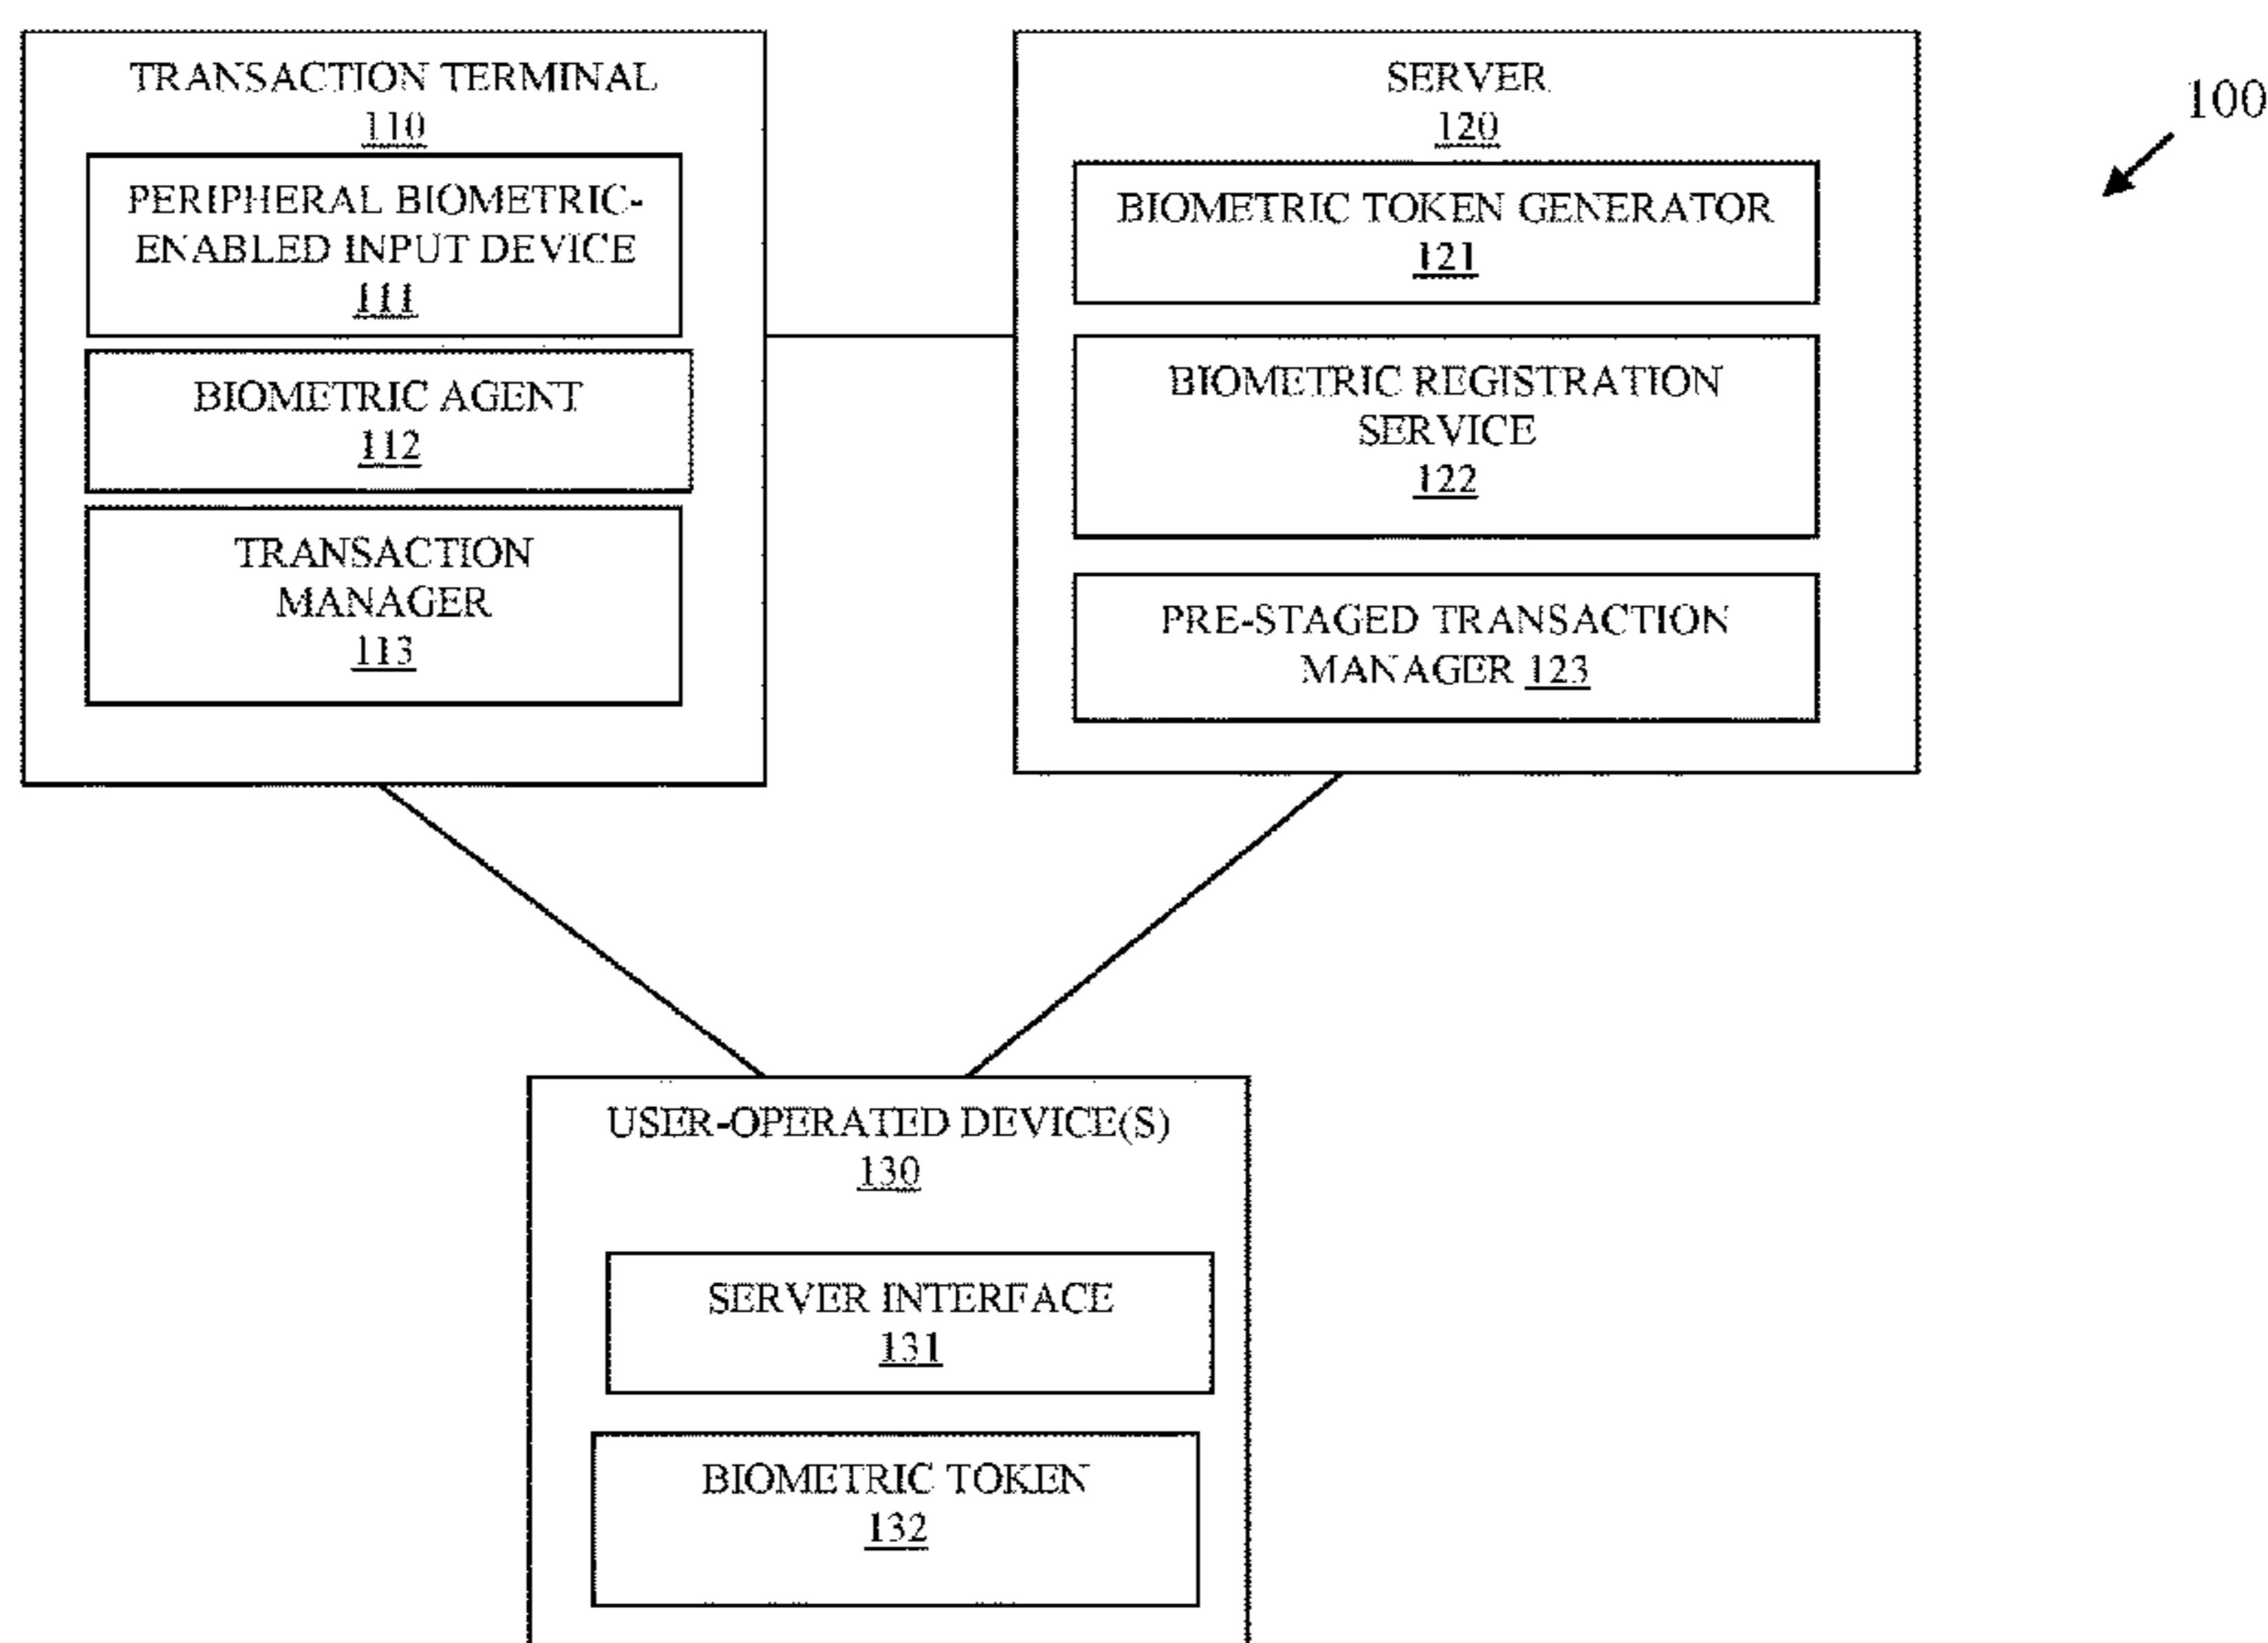 TRANSACTION TERMINAL
110
PERIPHERAL BIOMETRIC-
ENABLED INPUT DEVICE
111
BIOMETRIC AGENT
112
TRANSACTION
MANAGER
113
SERVER
120
BIOMETRIC TOKEN GENERATOR
121
BIOMETRIC REGISTRATION
SERVICE
122
PRE-STAGED TRANSACTION
MANAGER 123
100
USER-OPERATED DEVICE(S)
130
SERVER INTERFACE
131
BIOMETRIC TOKEN
132